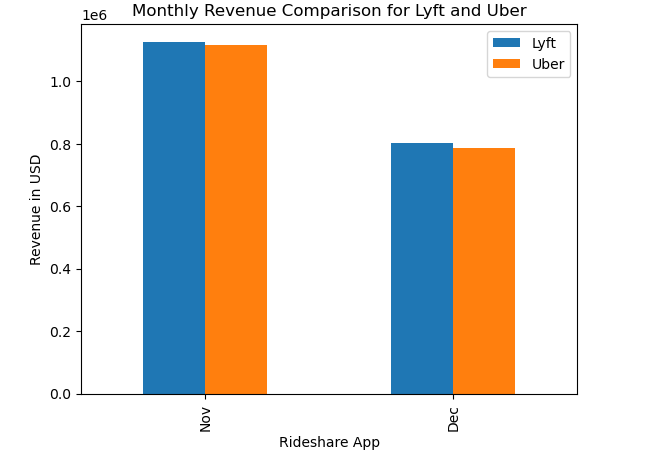 Monthly Revenue Comparison for Lyft and Uber
1e6
Lyft
Uber
1.0
0.8
0.6
0.4
0.2
0.0
Revenue in USD
Nov
Dec
Rideshare App